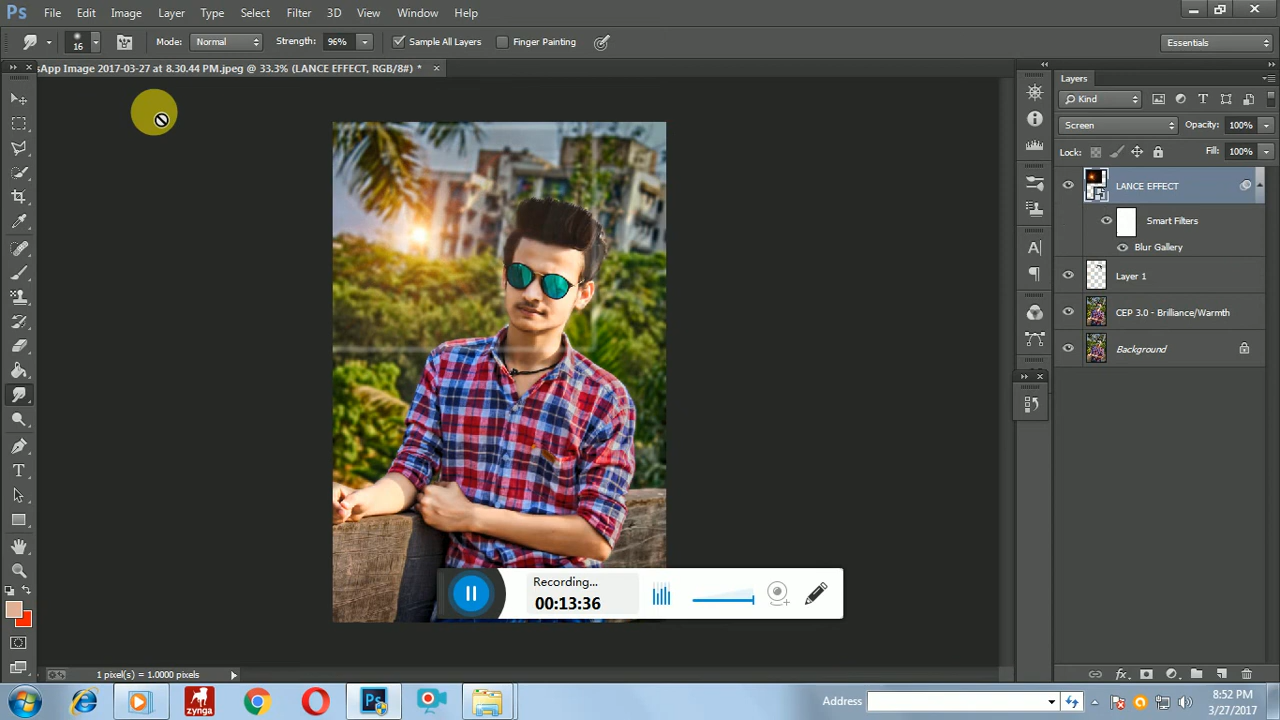 Ps File Edit Image Layer Type Select Filter 3D View Window Help
16 Mode: Normal Strength: 96% Sample All Layers Finger Painting Essentials
sApp Image 2017-03-27 at 8.30.44 PM.jpeg @ 33.3% (LANCE EFFECT, RGB/8#) *
Layers
Kind
Screen Opacity: 100%
Lock: Fill: 100%
LANCE EFFECT
Smart Filters
Blur Gallery
Layer 1
CEP 3.0 - Brilliance/Warmth
Background
Recording...
00:13:36
1 pixel(s) = 1.0000 pixels
zynga
Ps
Address
8:52 PM
3/27/2017